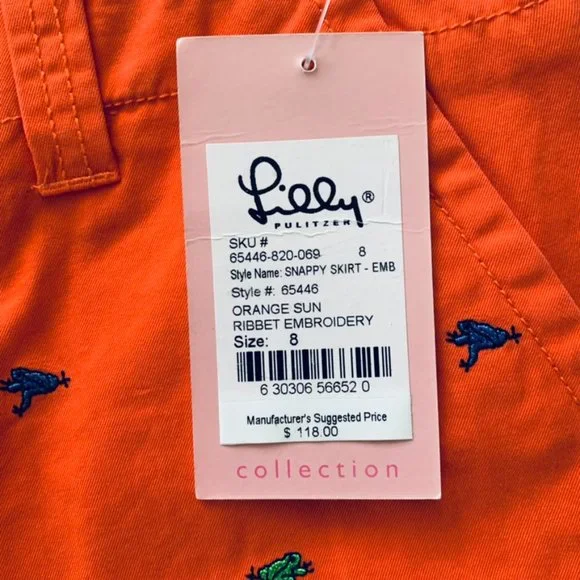 Lilly®
PULITZER
SKU #
65446-820-069 8
Style Name: SNAPPY SKIRT - EMB
Style #: 65446
ORANGE SUN
RIBBET EMBROIDERY
Size: 8
6 30306 56652 0
Manufacturer's Suggested Price
$ 118.00
collection